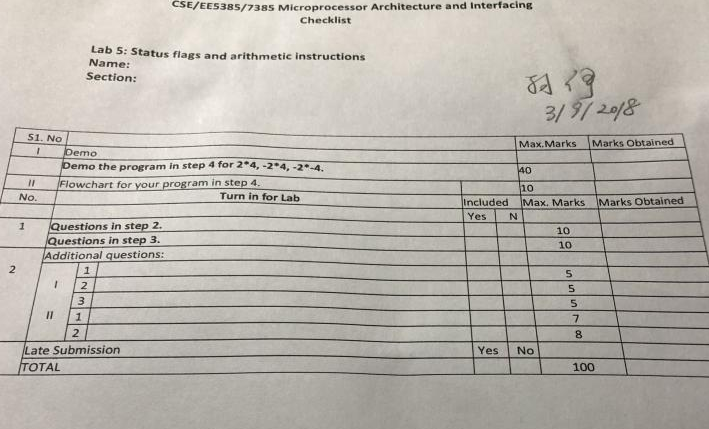 CSE/EE5385/7385 Microprocessor Architecture and Interfacing
Checklist
Lab 5: Status flags and arithmetic instructions
Name:
Section:
3/9/2018
S1. No Max.Marks Marks Obtained
I Demo
Demo the program in step 4 for 2*4, -2*4, -2*-4. 40
II Flowchart for your program in step 4. 10
No. Turn in for Lab Included Max. Marks Marks Obtained
Yes N
1 Questions in step 2. 10
Questions in step 3. 10
2 Additional questions:
I 1 5
2 5
3 5
II 1 7
2 8
Late Submission Yes No
TOTAL 100